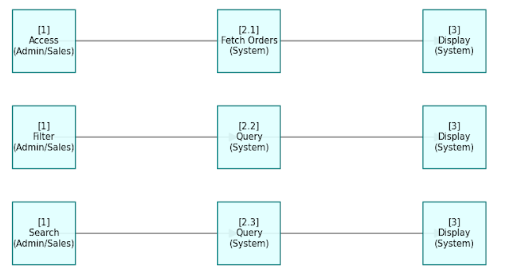 [1]
Access
(Admin/Sales)
[2.1]
Fetch Orders
(System)
[3]
Display
(System)
[1]
Filter
(Admin/Sales)
[2.2]
Query
(System)
[3]
Display
(System)
[1]
Search
(Admin/Sales)
[2.3]
Query
(System)
[3]
Display
(System)